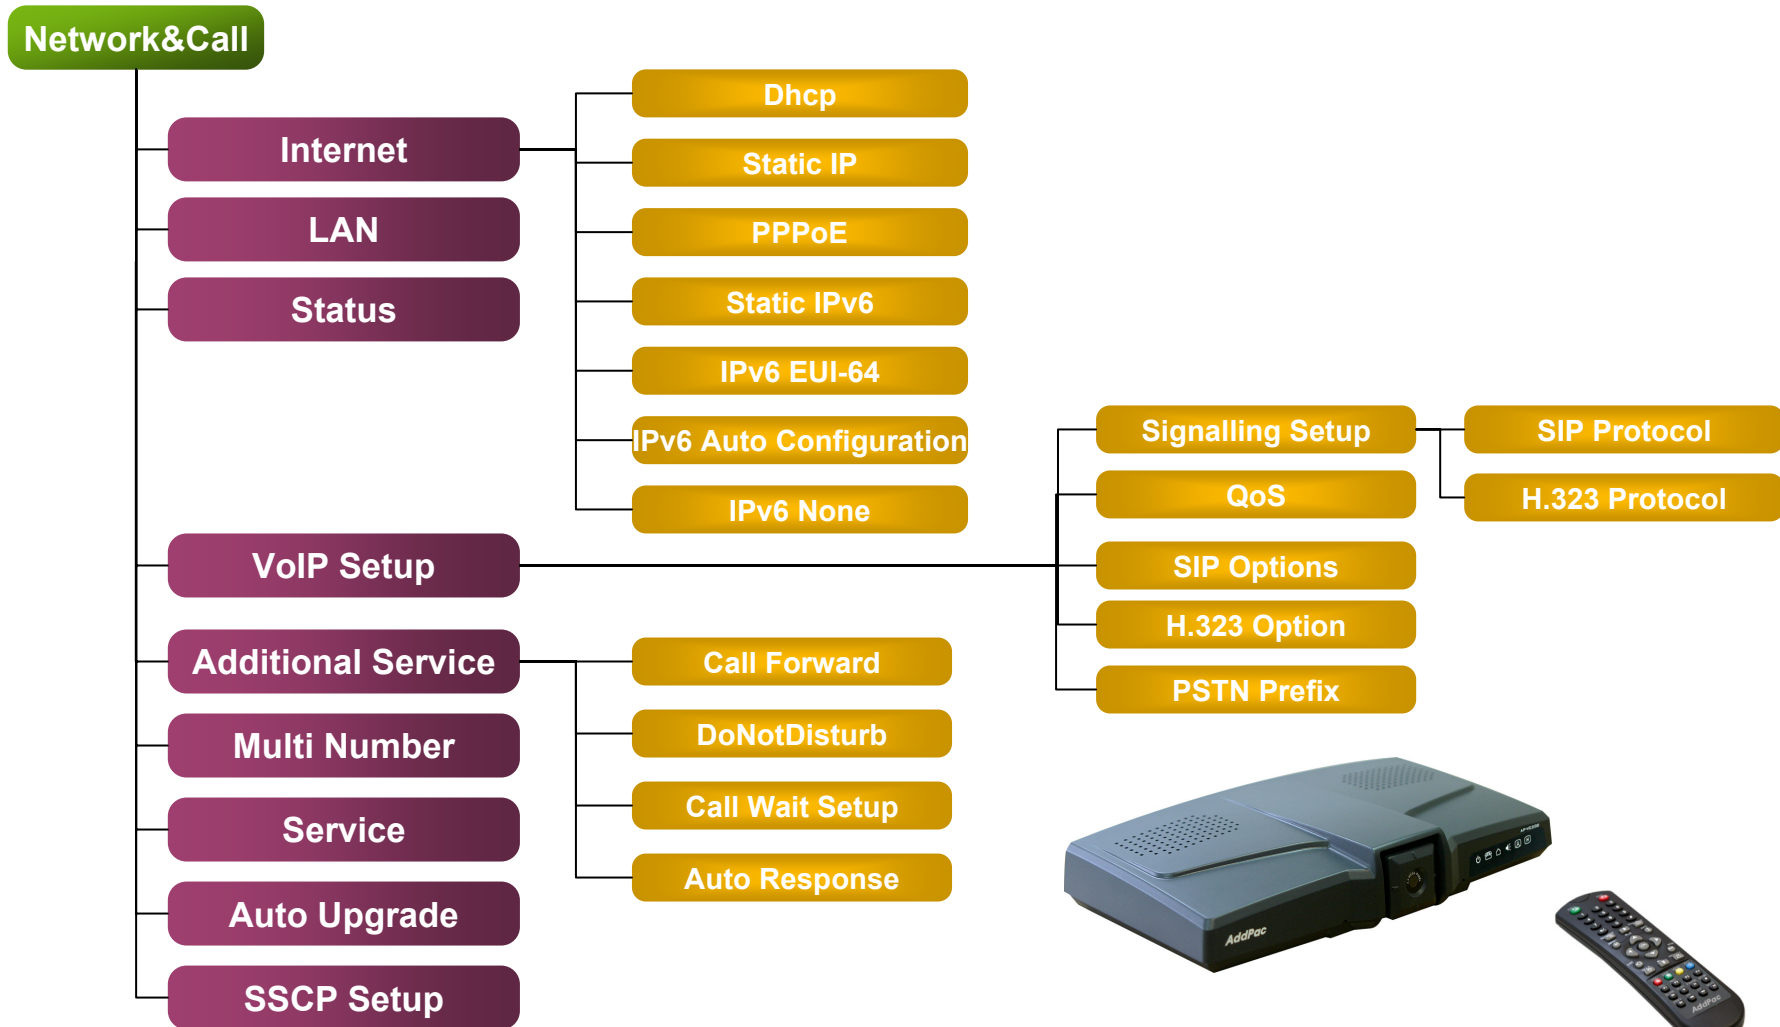 Network&Call
Internet
LAN
Status
VoIP Setup
Additional Service
Multi Number
Service
Auto Upgrade
SSCP Setup
Dhcp
Static IP
PPPoE
Static IPv6
IPv6 EUI-64
IPv6 Auto Configuration
IPv6 None
Call Forward
DoNotDisturb
Call Wait Setup
Auto Response
Signalling Setup
QoS
SIP Options
H.323 Option
PSTN Prefix
SIP Protocol
H.323 Protocol
AddPac
AddPac